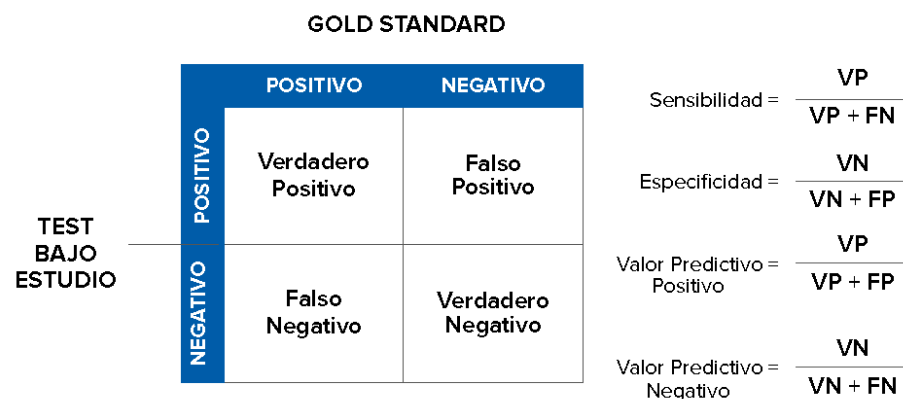 GOLD STANDARD
POSITIVO NEGATIVO
POSITIVO
Verdadero
Positivo
Falso
Positivo
TEST
BAJO
ESTUDIO
NEGATIVO
Falso
Negativo
Verdadero
Negativo
Sensibilidad =
VP
VP + FN
Especificidad =
VN
VN + FP
Valor Predictivo =
Positivo
VP
VP + FP
Valor Predictivo =
Negativo
VN
VN + FN